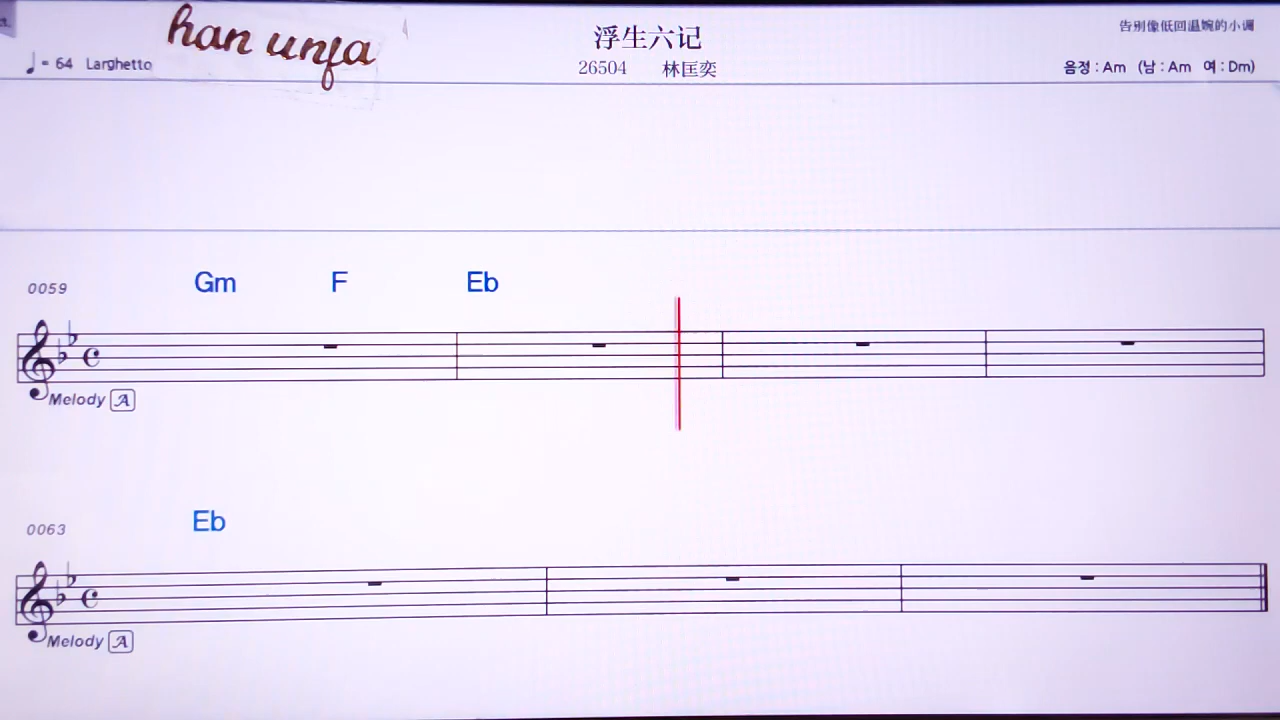 han unfa
浮生六记
告别像低回温婉的小调
♩ = 64 Larghetto
26504 林匡奕
음정 : Am (남 : Am 여 : Dm)
Gm F Eb
0059
Melody A
Eb
0063
Melody A